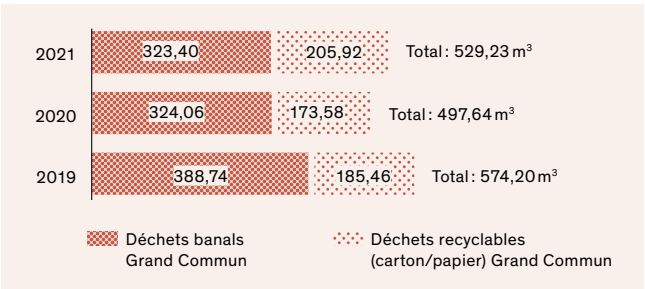 2021 323,40 205,92 Total : 529,23 m³
2020 324,06 173,58 Total : 497,64 m³
2019 388,74 185,46 Total : 574,20 m³
Déchets banals
Grand Commun
Déchets recyclables
(carton/papier) Grand Commun